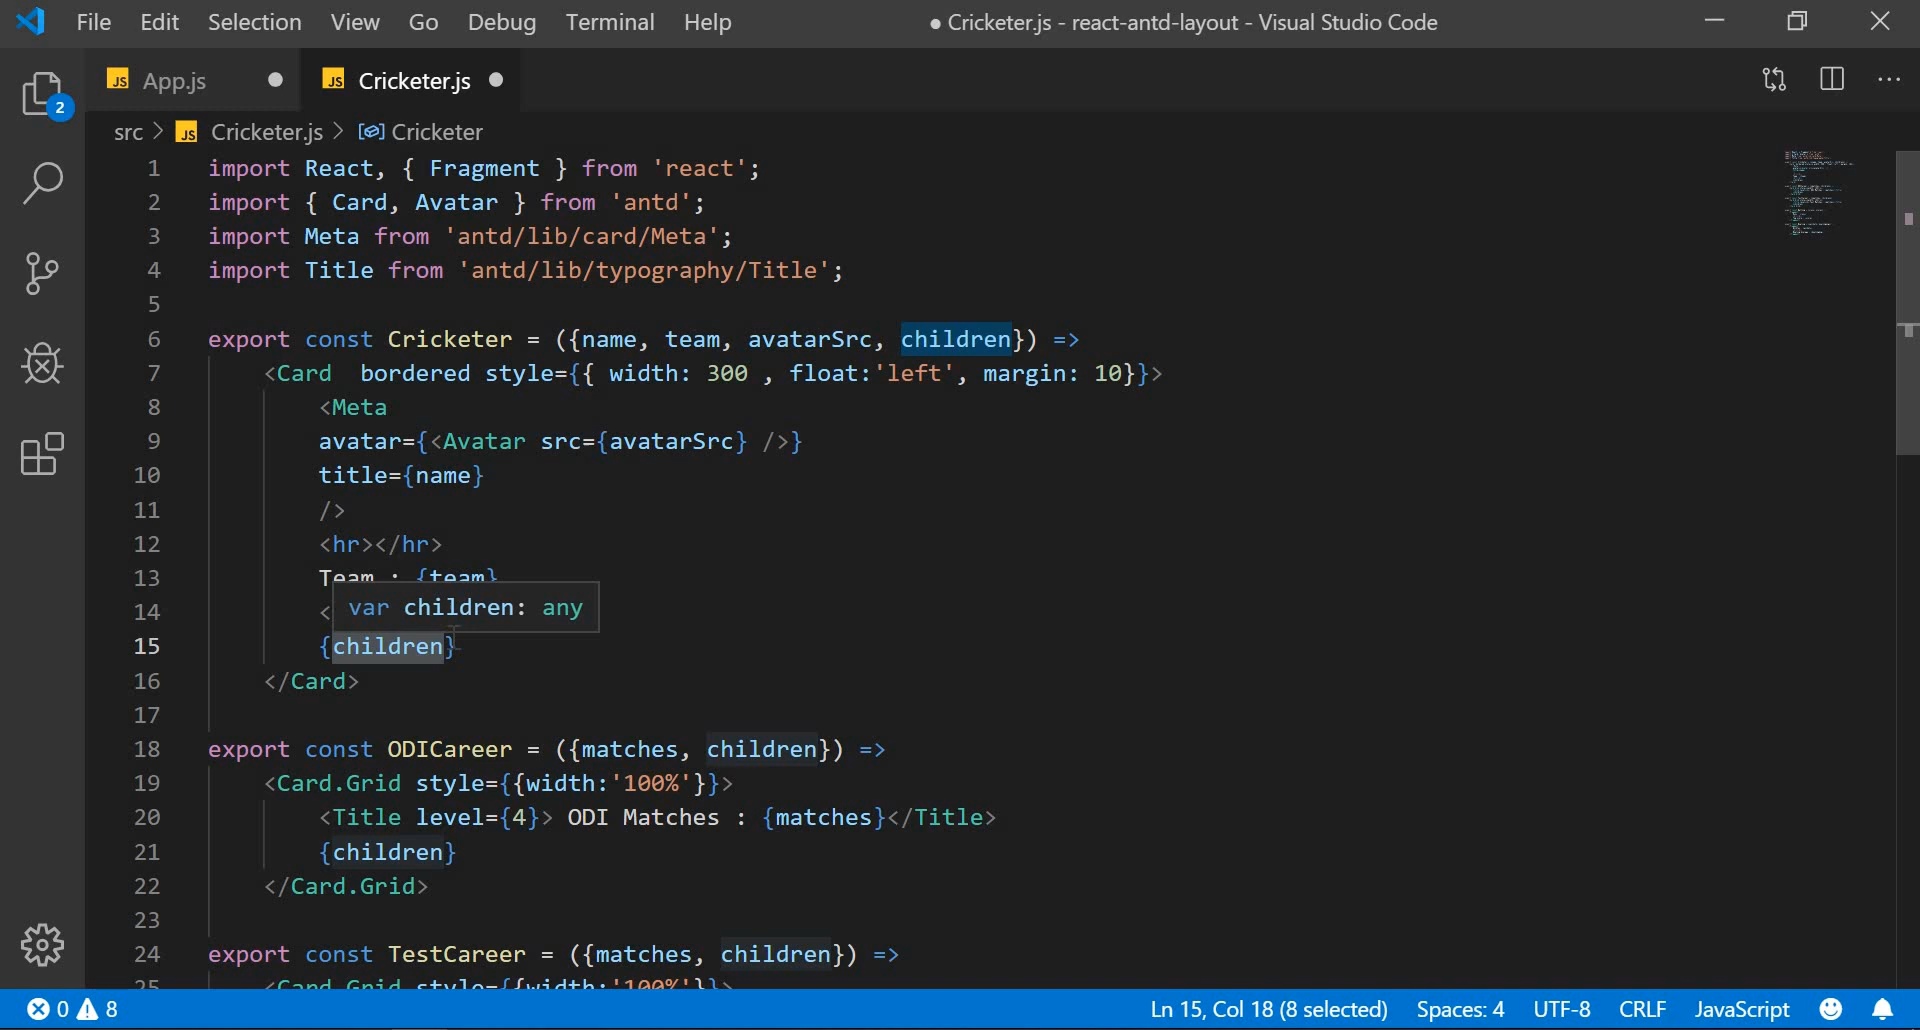 File Edit Selection View Go Debug Terminal Help
● Cricketer.js - react-antd-layout - Visual Studio Code
2
JS App.js ●
JS Cricketer.js ●
src > JS Cricketer.js > Cricketer
1 import React, { Fragment } from 'react';
2 import { Card, Avatar } from 'antd';
3 import Meta from 'antd/lib/card/Meta';
4 import Title from 'antd/lib/typography/Title';
5
6 export const Cricketer = ({name, team, avatarSrc, children}) =>
7 <Card  bordered style={{ width: 300 , float:'left', margin: 10}}>
8 <Meta
9 avatar={<Avatar src={avatarSrc} />}
10 title={name}
11 />
12 <hr></hr>
13 Team : {team}
var children: any
14 <
15 {children}
16 </Card>
17
18 export const ODICareer = ({matches, children}) =>
19 <Card.Grid style={{width:'100%'}}>
20 <Title level={4}> ODI Matches : {matches}</Title>
21 {children}
22 </Card.Grid>
23
24 export const TestCareer = ({matches, children}) =>
25 <Card.Grid style={{width:'100%'}}>
0 8
Ln 15, Col 18 (8 selected) Spaces: 4 UTF-8 CRLF JavaScript